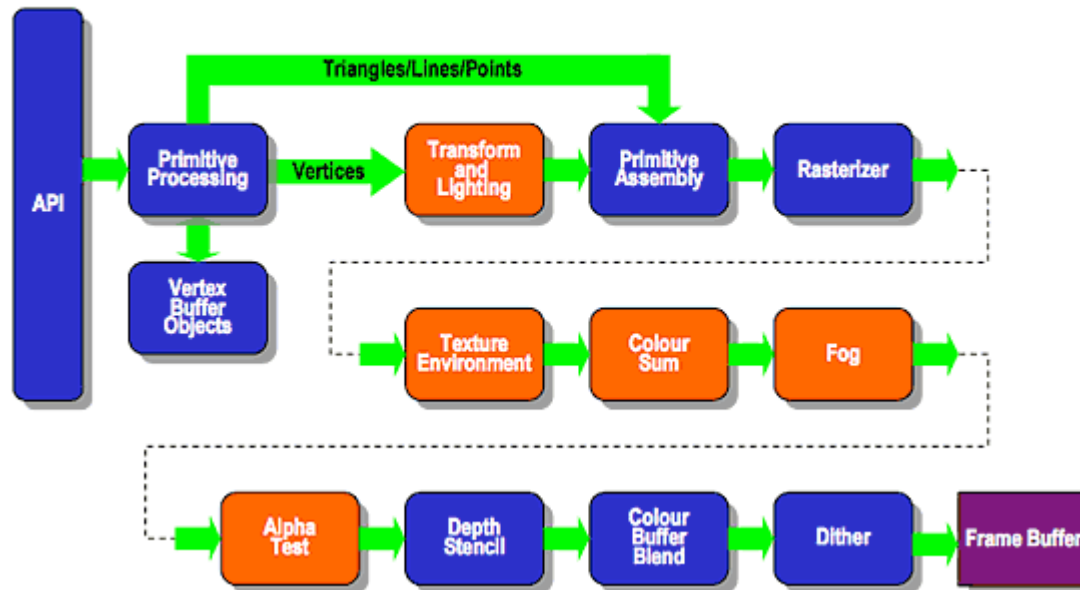 Triangles/Lines/Points
API
Primitive
Processing
Vertices
Transform
and
Lighting
Primitive
Assembly
Rasterizer
Vertex
Buffer
Objects
Texture
Environment
Colour
Sum
Fog
Alpha
Test
Depth
Stencil
Colour
Buffer
Blend
Dither
Frame Buffer